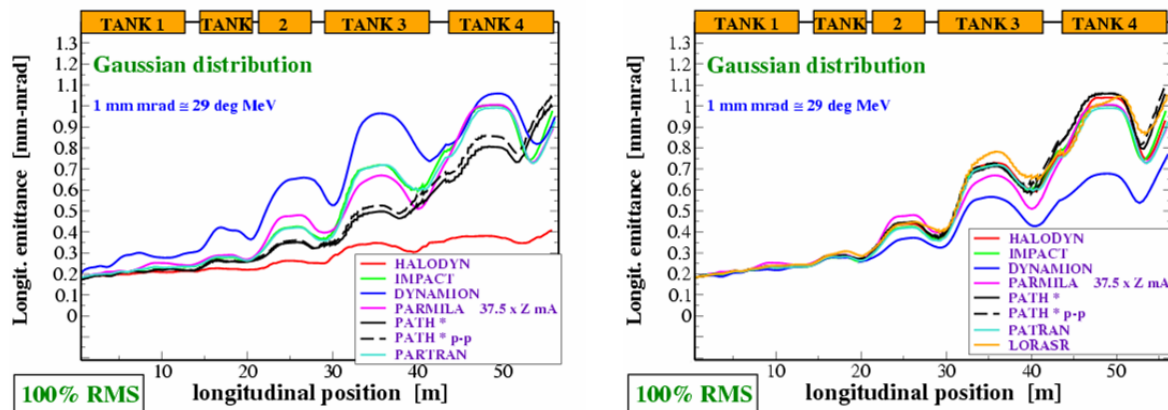 TANK 1 TANK 2 TANK 3 TANK 4
Gaussian distribution
1 mm mrad ≅ 29 deg MeV
Longit. emittance [mm-mrad]
1.3
1.2
1.1
1
0.9
0.8
0.7
0.6
0.5
0.4
0.3
0.2
0.1
0
HALODYN
IMPACT
DYNAMION
PARMILA 37.5 x Z mA
PATH *
PATH * p-p
PARTRAN
10 20 30 40 50
longitudinal position [m]
100% RMS
TANK 1 TANK 2 TANK 3 TANK 4
Gaussian distribution
1 mm mrad ≅ 29 deg MeV
Longit. emittance [mm-mrad]
1.3
1.2
1.1
1
0.9
0.8
0.7
0.6
0.5
0.4
0.3
0.2
0.1
0
HALODYN
IMPACT
DYNAMION
PARMILA 37.5 x Z mA
PATH *
PATH * p-p
PATRAN
LORASR
10 20 30 40 50
longitudinal position [m]
100% RMS